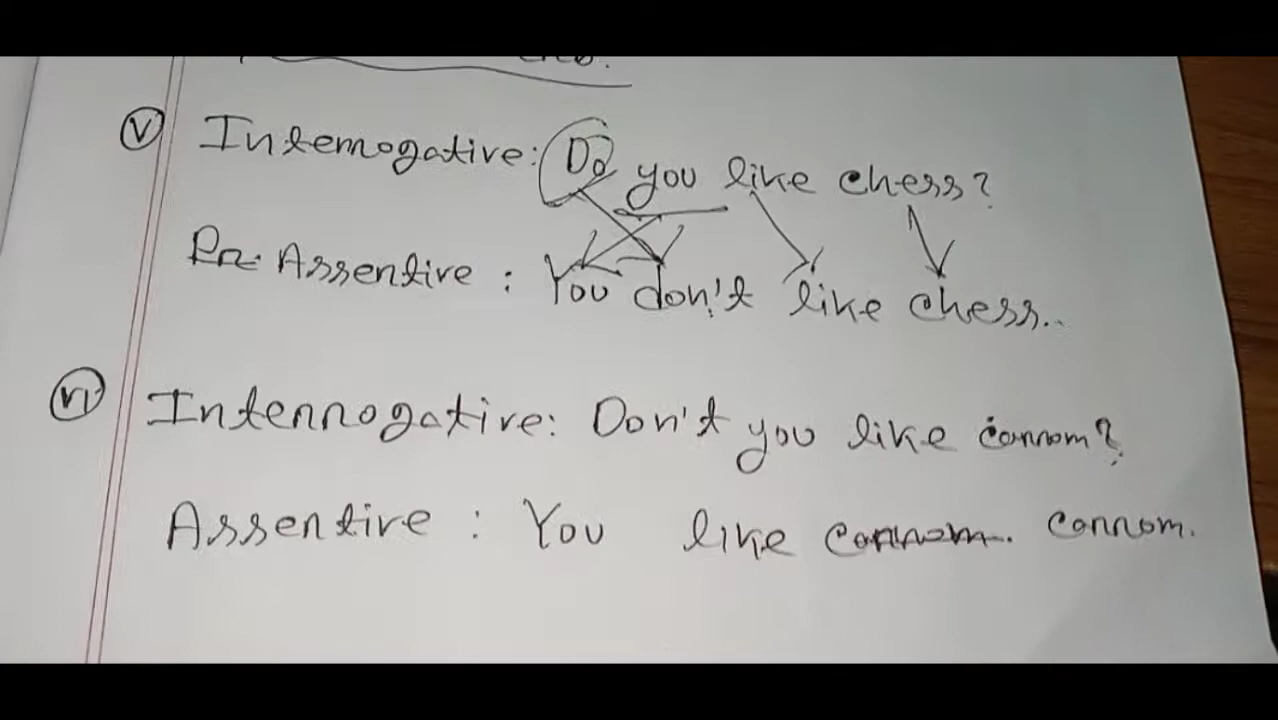 ⓥ Interrogative: Do you like chess?
Assertive : You don't like chess.
ⓥⓘ Interrogative: Don't you like carrom?
Assertive : You like carrom. carrom.